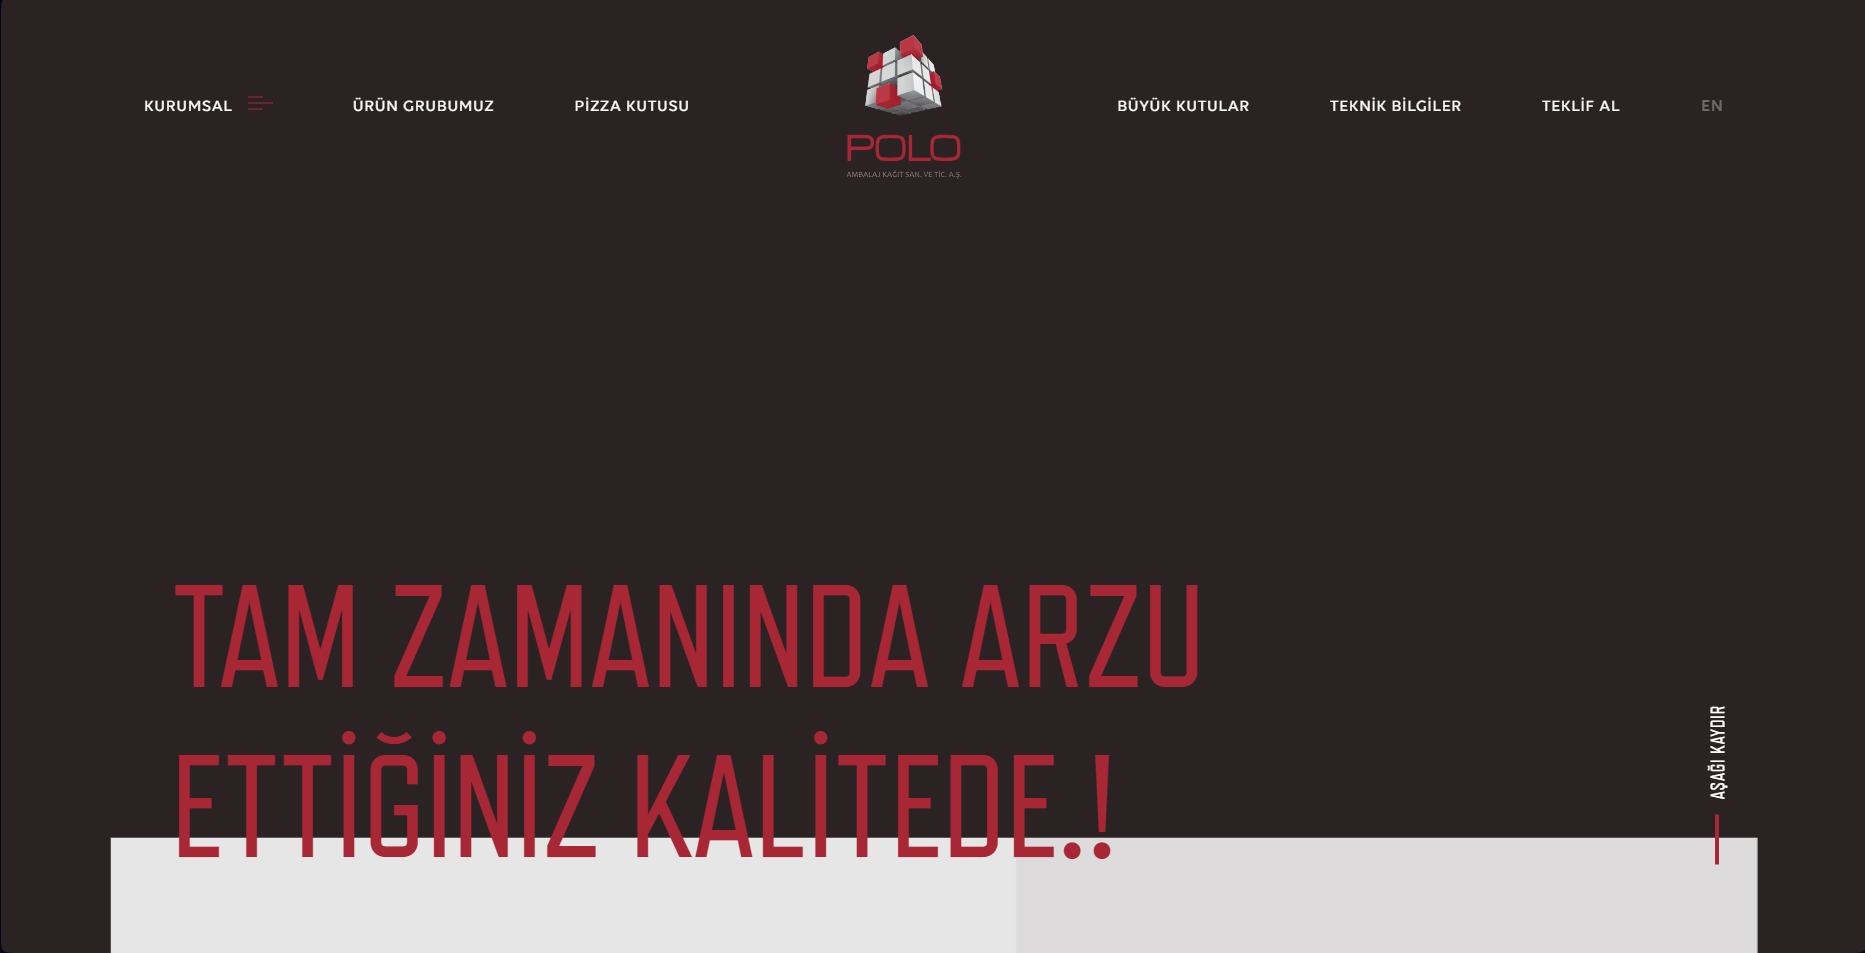 KURUMSAL
ÜRÜN GRUBUMUZ
PİZZA KUTUSU
POLO
AMBALAJ KAĞIT SAN. VE TİC. A.Ş.
BÜYÜK KUTULAR
TEKNİK BİLGİLER
TEKLİF AL
EN
TAM ZAMANINDA ARZU
ETTİĞİNİZ KALİTEDE.!
AŞAĞI KAYDIR